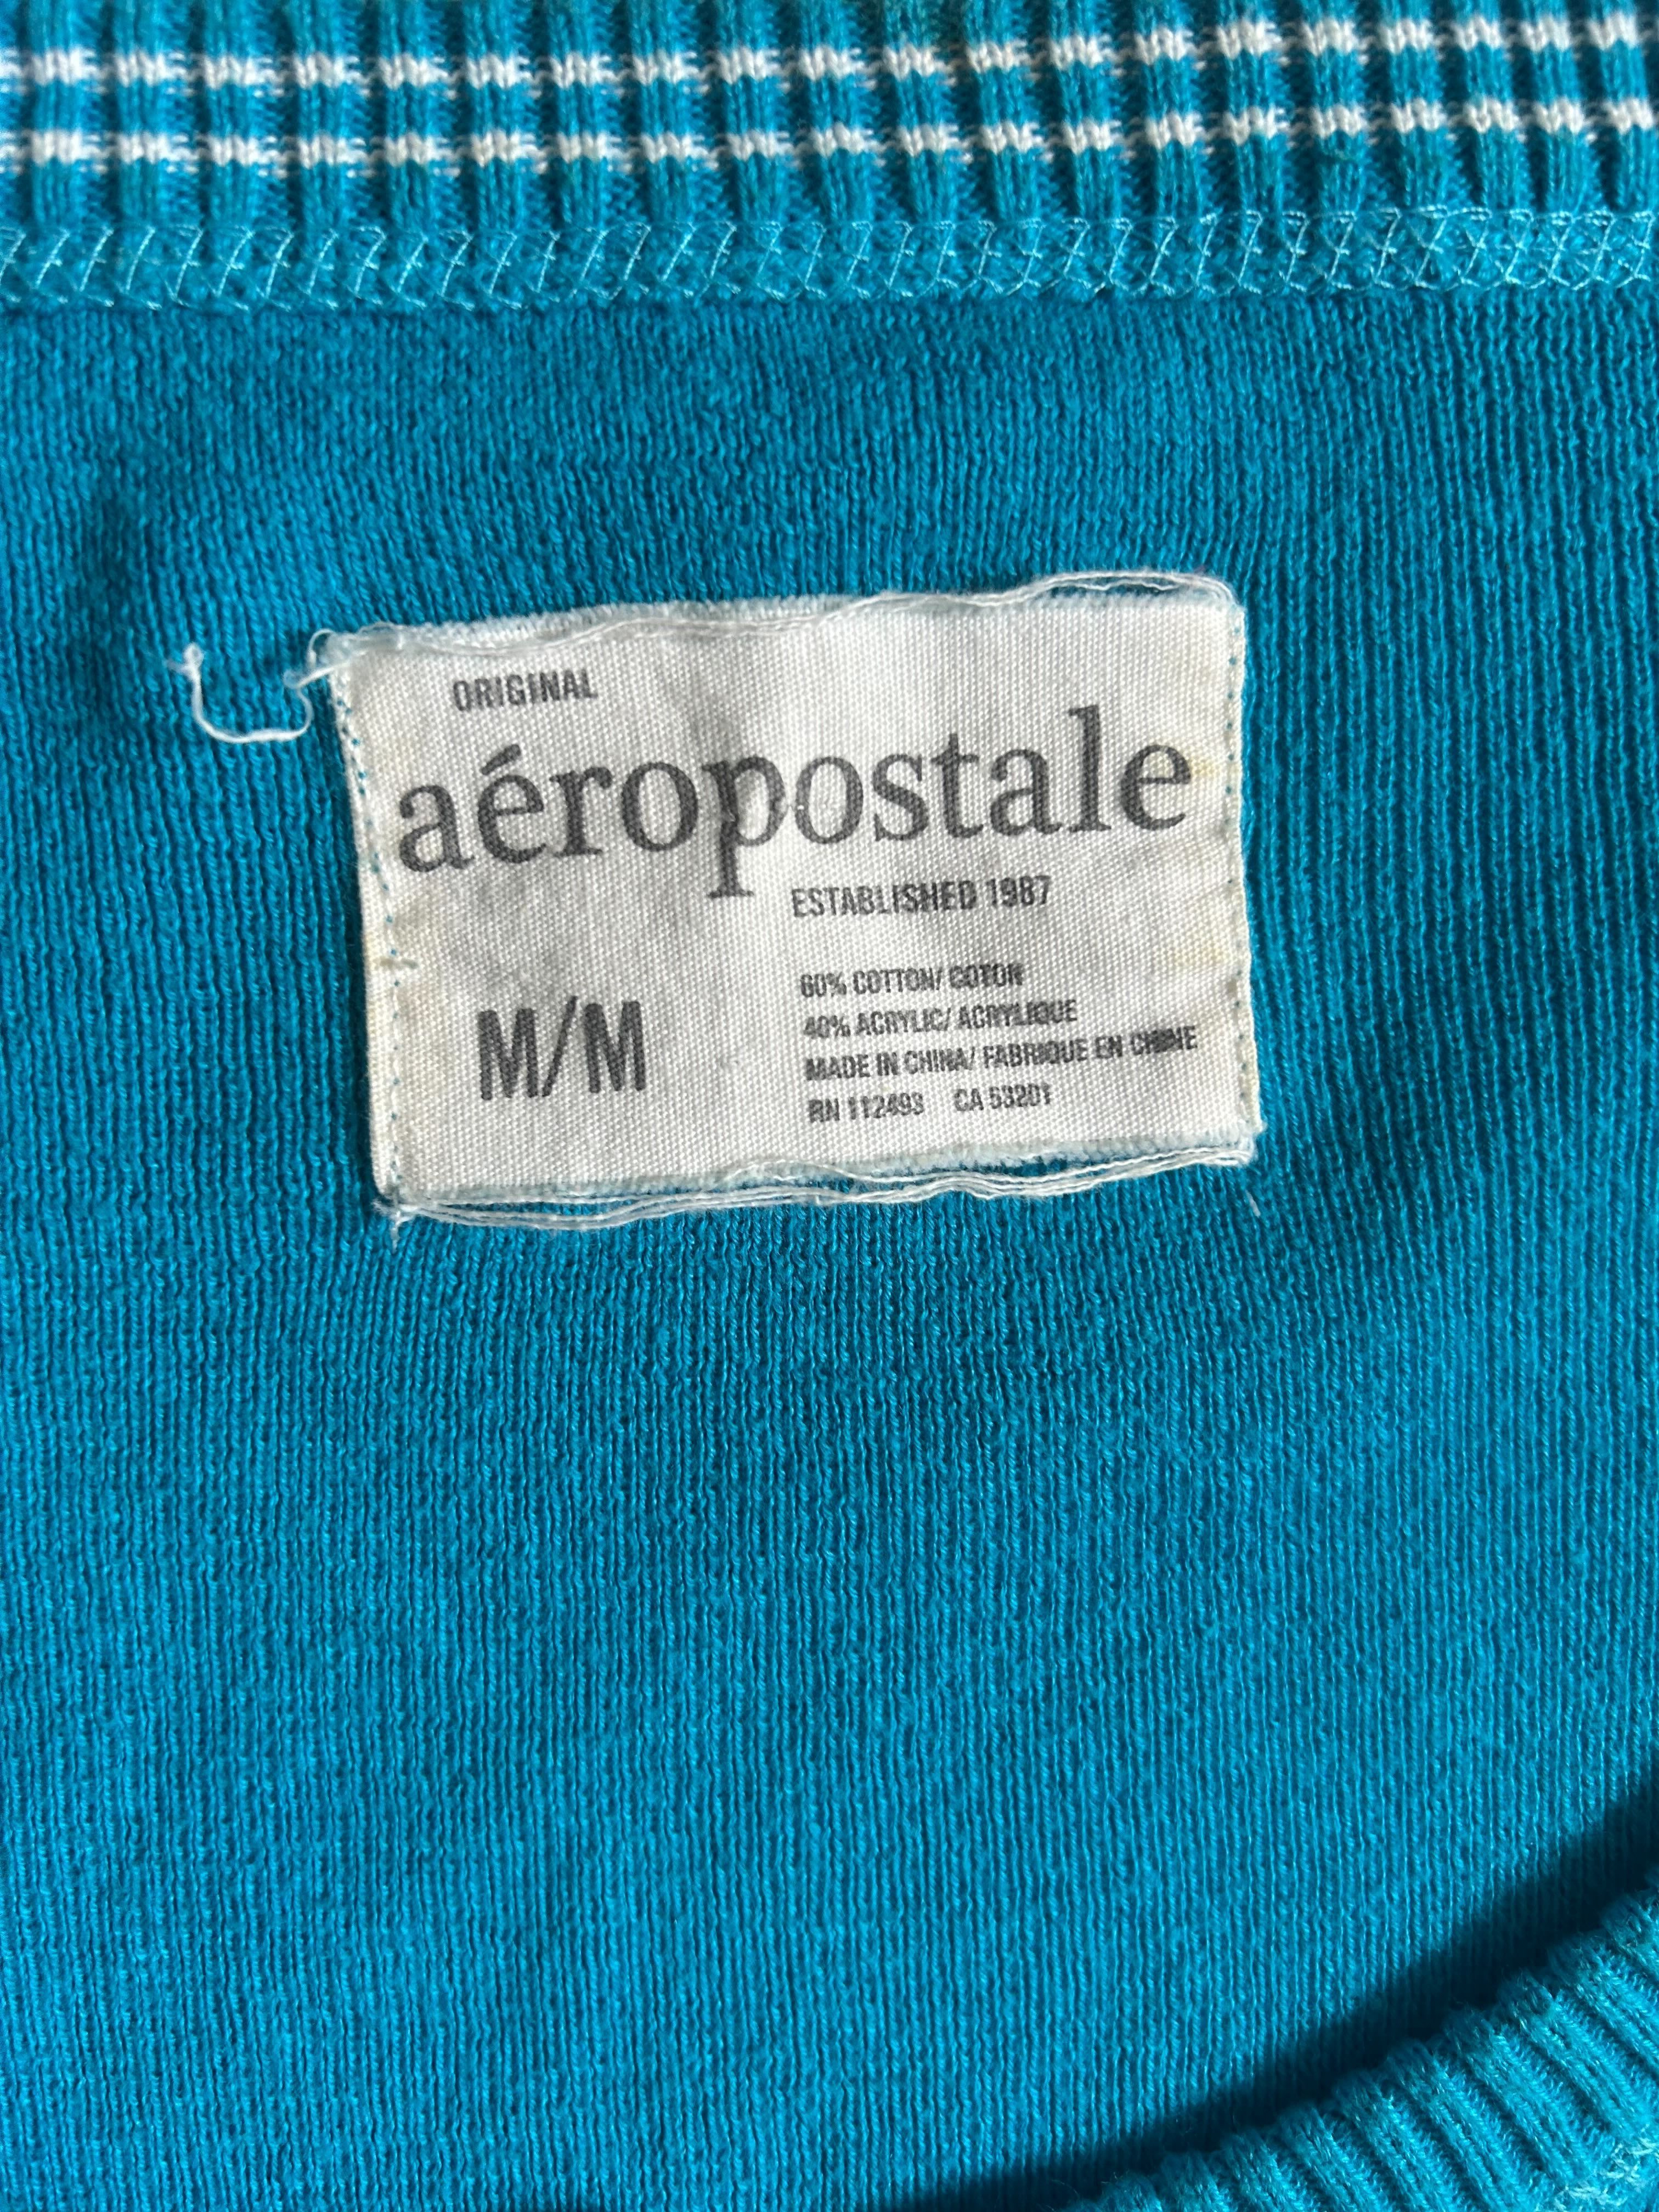 ORIGINAL
aéropostale
ESTABLISHED 1987
M/M
60% COTTON/ COTON
40% ACRYLIC/ ACRYLIQUE
MADE IN CHINA/ FABRIQUE EN CHINE
RN 112493 CA 53201